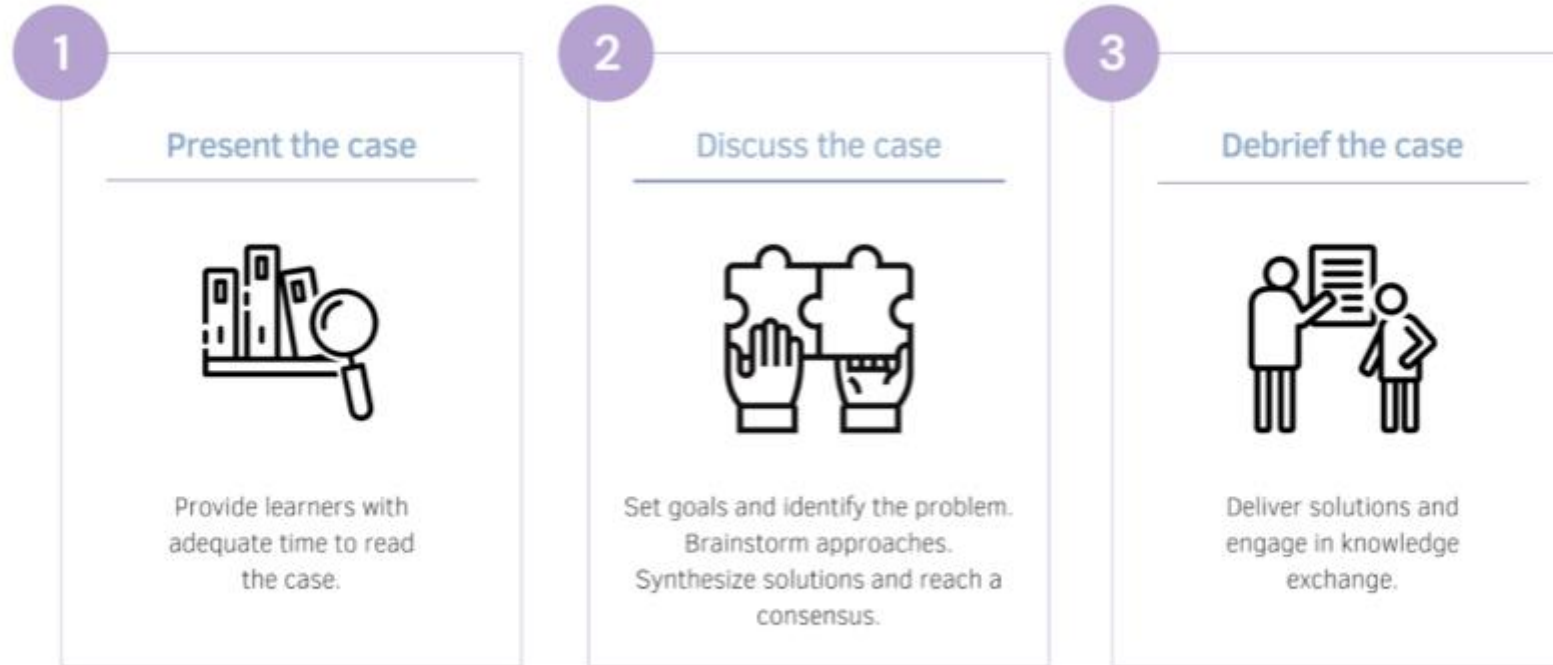 1
Present the case
Provide learners with
adequate time to read
the case.
2
Discuss the case
Set goals and identify the problem.
Brainstorm approaches.
Synthesize solutions and reach a
consensus.
3
Debrief the case
Deliver solutions and
engage in knowledge
exchange.